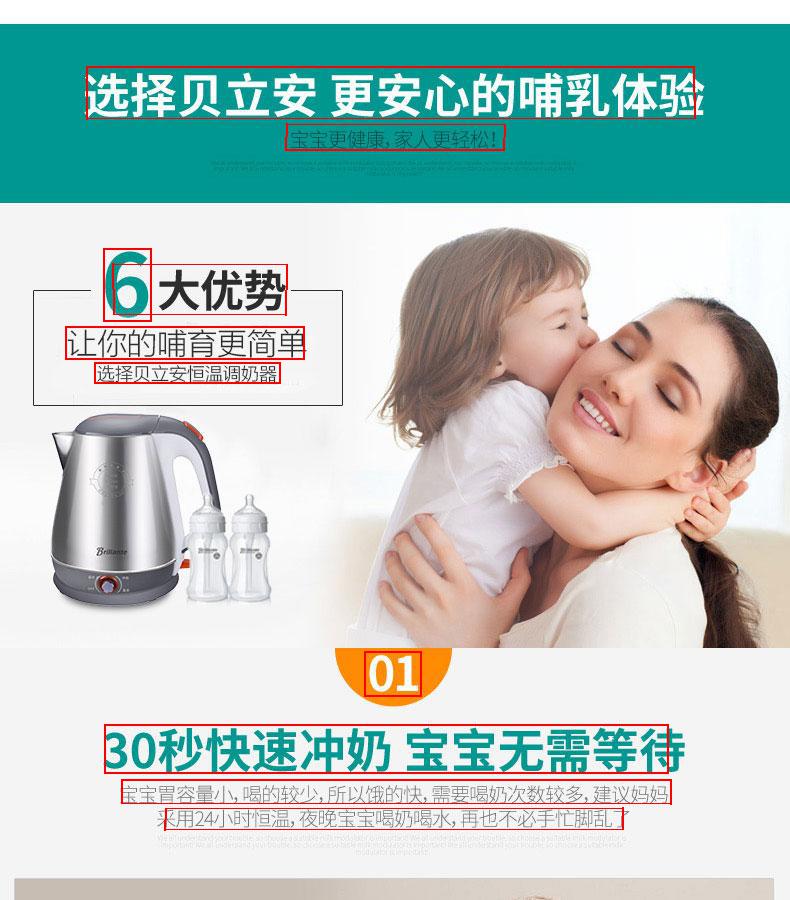 选择贝立安 更安心的哺乳体验
宝宝更健康，家人更轻松！
6大优势
让你的哺育更简单
选择贝立安恒温调奶器
Brillante
01
30秒快速冲奶 宝宝无需等待
宝宝胃容量小，喝的较少，所以饿的快，需要喝奶次数较多，建议妈妈
采用24小时恒温，夜晚宝宝喝奶喝水，再也不必手忙脚乱了